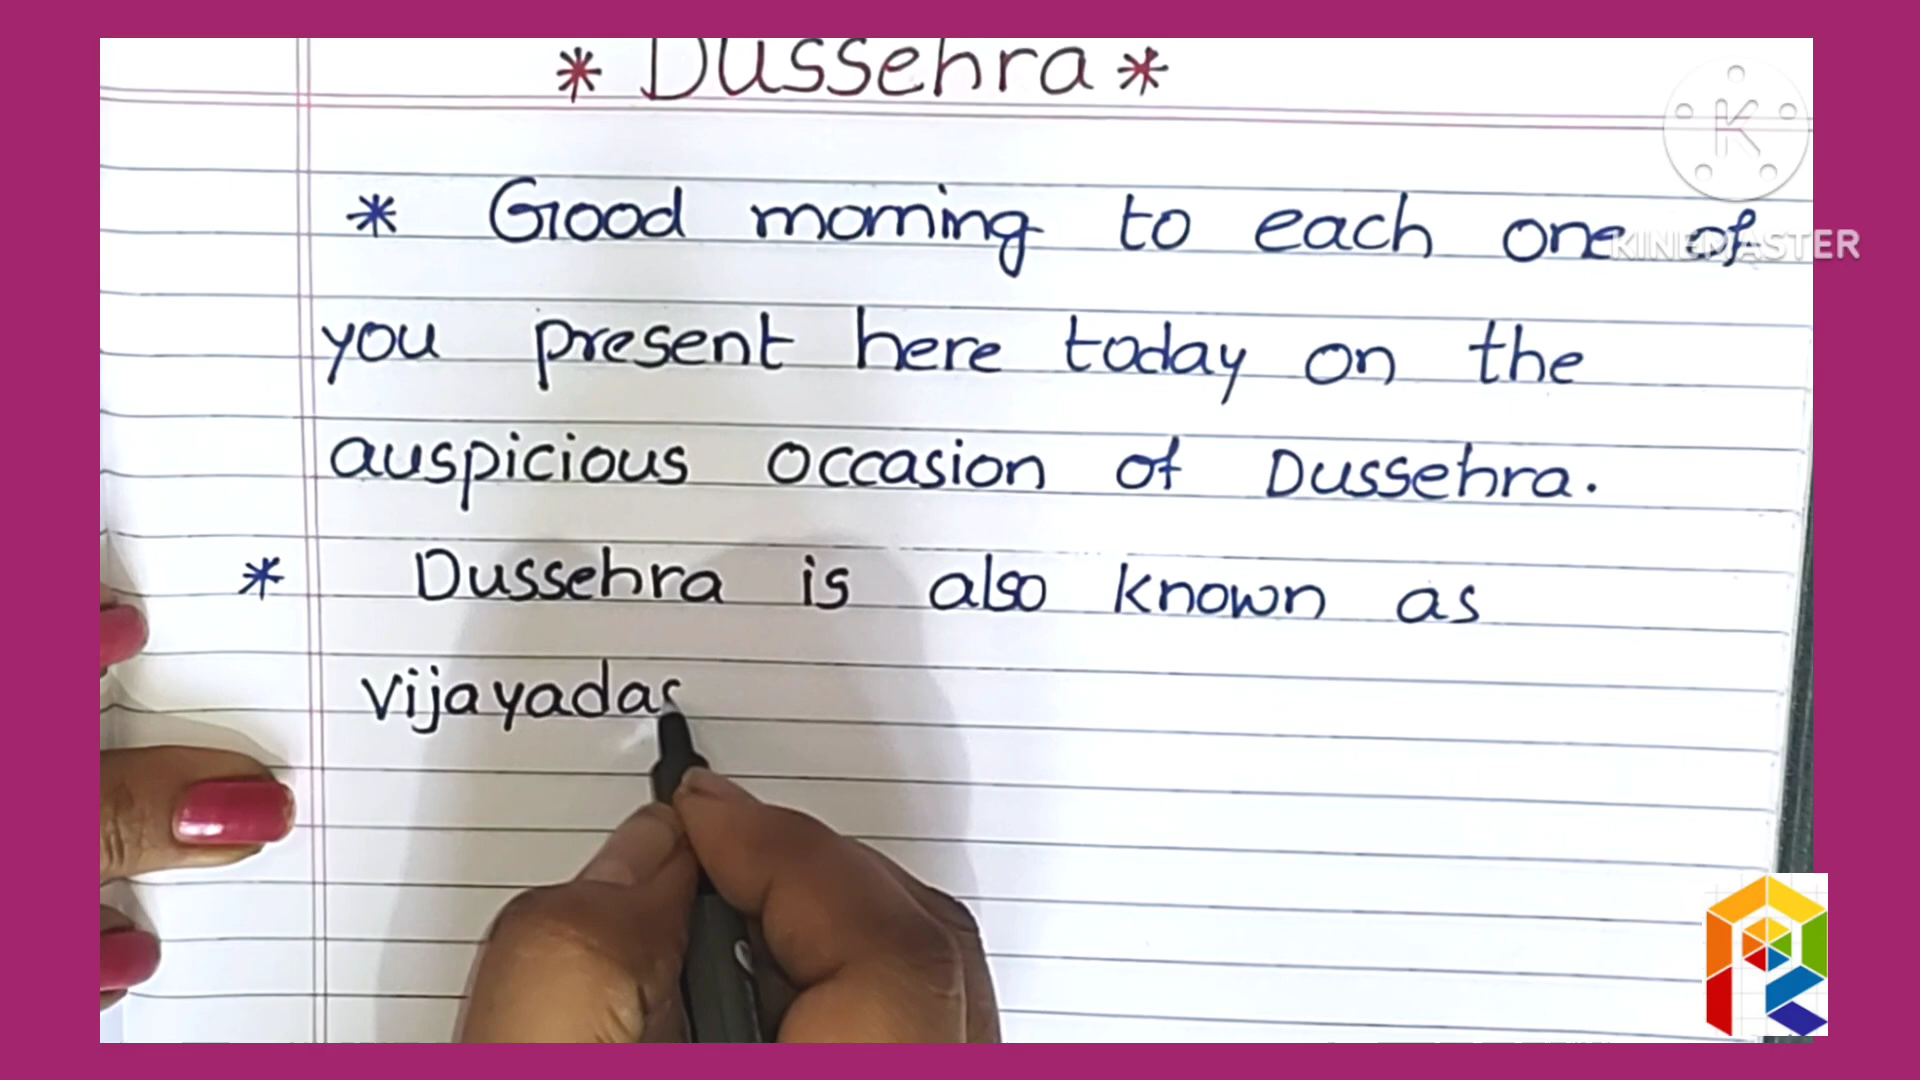 * Dussehra *
* Good morning to each one of
you present here today on the
auspicious occasion of Dussehra.
* Dussehra is also known as
vijayadas
K
KINEMASTER